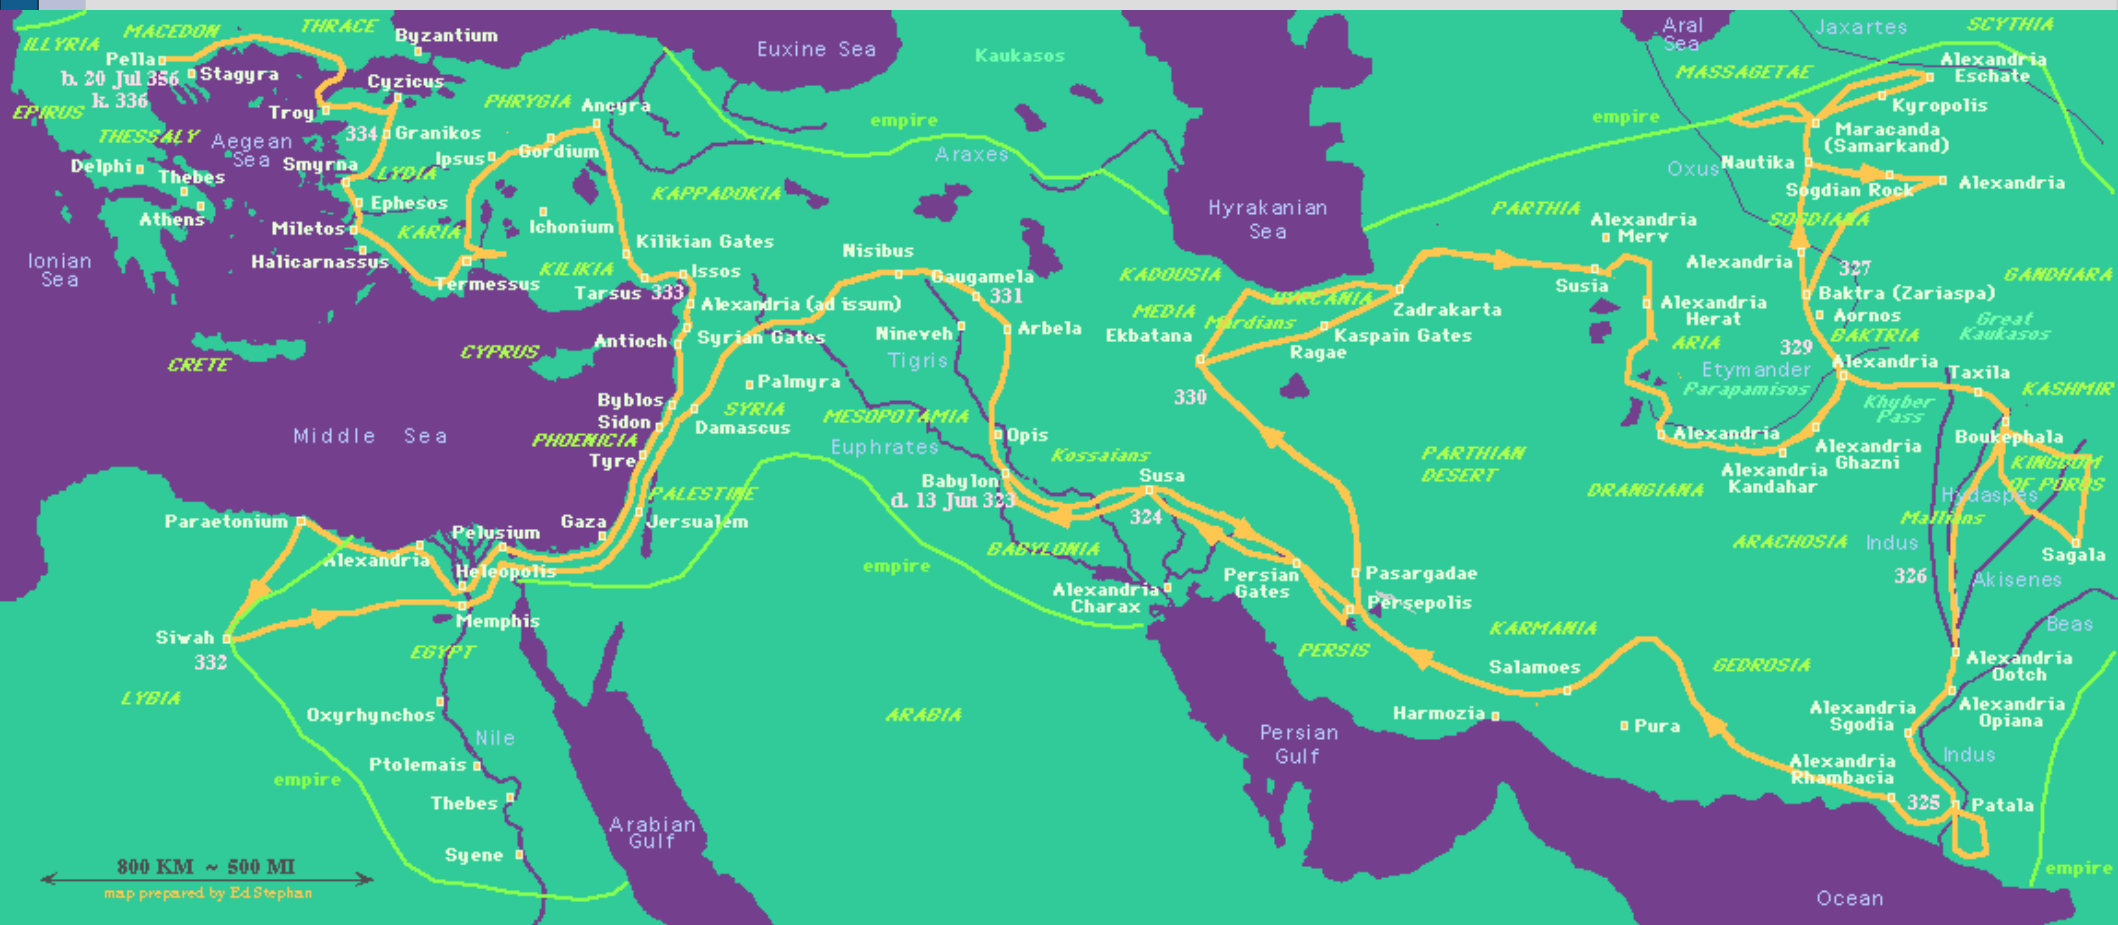 ILLYRIA
MACEDON
THRACE
Byzantium
Pella
b. 20 Jul 356
k. 336
Stagyra
Cyzicus
EPIRUS
Troy
THESSALY
Aegean
Sea
334
Granikos
Delphi
Thebes
Athens
Smyrna
LYDIA
Ephesos
Miletos
KARIA
Halicarnassus
Ionian
Sea
PHRYGIA
Ancyra
Gordium
Ipsus
Ichonium
KAPPADOKIA
Kilikian Gates
KILIKIA
Termessus
Tarsus
333
Issos
Alexandria (ad issum)
Syrian Gates
Antioch
CRETE
CYPRUS
Middle Sea
Byblos
Sidon
PHOENICIA
Tyre
SYRIA
Damascus
Palmyra
PALESTINE
Jersualem
Gaza
Pelusium
Paraetonium
Alexandria
Heleopolis
Memphis
Siwah
332
LYBIA
EGYPT
Oxyrhynchos
Nile
Ptolemais
Thebes
Syene
empire
Arabian
Gulf
800 KM ~ 500 MI
map prepared by Ed Stephan
Euxine Sea
Kaukasos
empire
Araxes
Nisibus
Gaugamela
331
Nineveh
Arbela
Tigris
MESOPOTAMIA
Euphrates
Opis
Babylon
d. 13 Jun 323
Kossaians
Susa
324
BABYLONIA
empire
Alexandria
Charax
ARABIA
Hyrakanian
Sea
KADOUSIA
MEDIA
HYRCANIA
Mardians
Ekbatana
330
Zadrakarta
Kaspain Gates
Ragae
Persian
Gates
Pasargadae
Persepolis
PERSIS
Persian
Gulf
KARMANIA
Salamoes
Harmozia
PARTHIA
PARTHIAN
DESERT
Aral
Sea
Jaxartes
SCYTHIA
MASSAGETAE
Alexandria
Eschate
Kyropolis
empire
Maracanda
(Samarkand)
Nautika
Oxus
Sogdian Rock
Alexandria
SOGDIANA
Alexandria
Merv
Susia
Alexandria
327
GANDHARA
Baktra (Zariaspa)
Aornos
Alexandria
Herat
ARIA
329
BAKTRIA
Great
Kaukasos
Etymander
Parapamisos
Alexandria
Taxila
KASHMIR
Khyber
Pass
Alexandria
Alexandria
Ghazni
Alexandria
Kandahar
Boukephala
KINGDOM
OF PORUS
DRANGIANA
Hydaspes
Mallians
ARACHOSIA
Indus
326
Sagala
Akisenes
Beas
GEDROSIA
Pura
Alexandria
Ootch
Alexandria
Opiana
Alexandria
Sgodia
Indus
Alexandria
Rhambacia
325
Patala
empire
Ocean